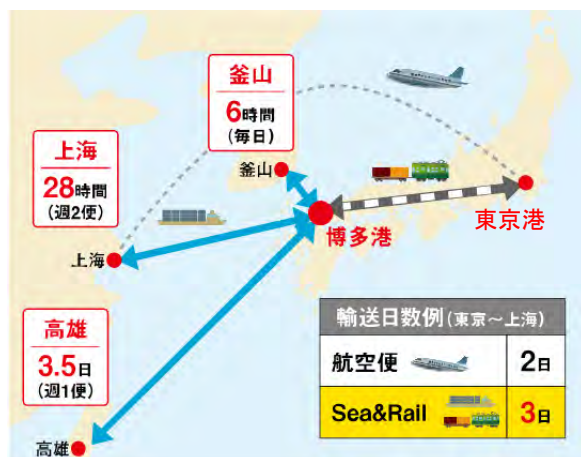 釜山
6時間
(毎日)
上海
28時間
(週2便)
釜山
博多港
東京港
上海
高雄
3.5日
(週1便)
高雄
輸送日数例(東京～上海)
航空便 2日
Sea&Rail 3日